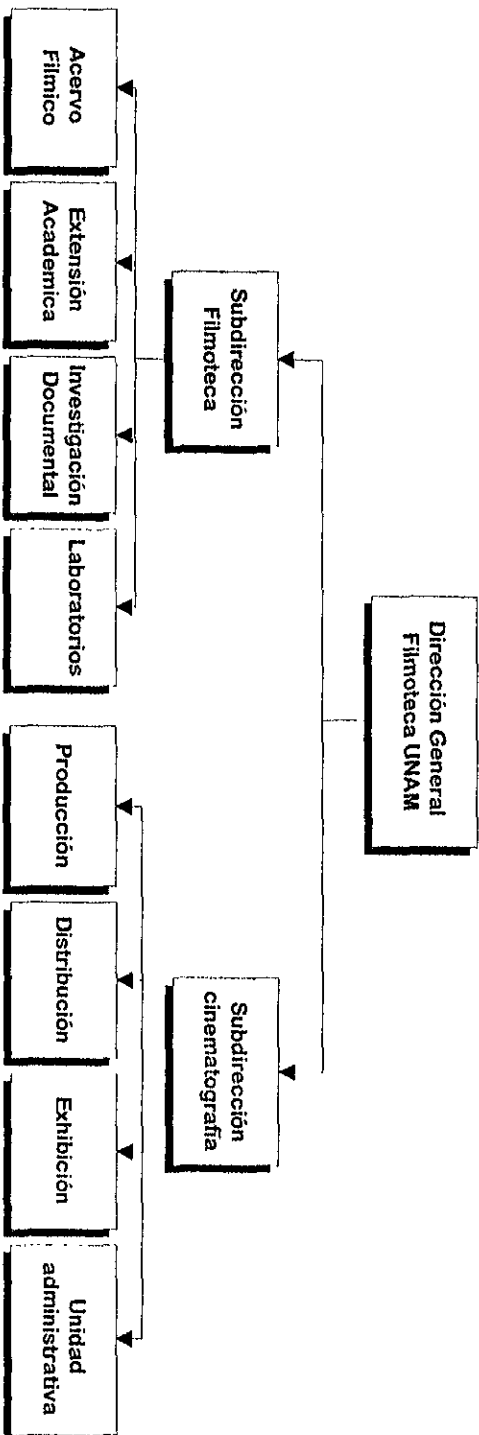 Dirección General
Filmoteca UNAM
Subdirección
Filmoteca
Subdirección
cinematografía
Acervo
Filmico
Extensión
Academica
Investigación
Documental
Laboratorios
Producción
Distribución
Exhibición
Unidad
administrativa